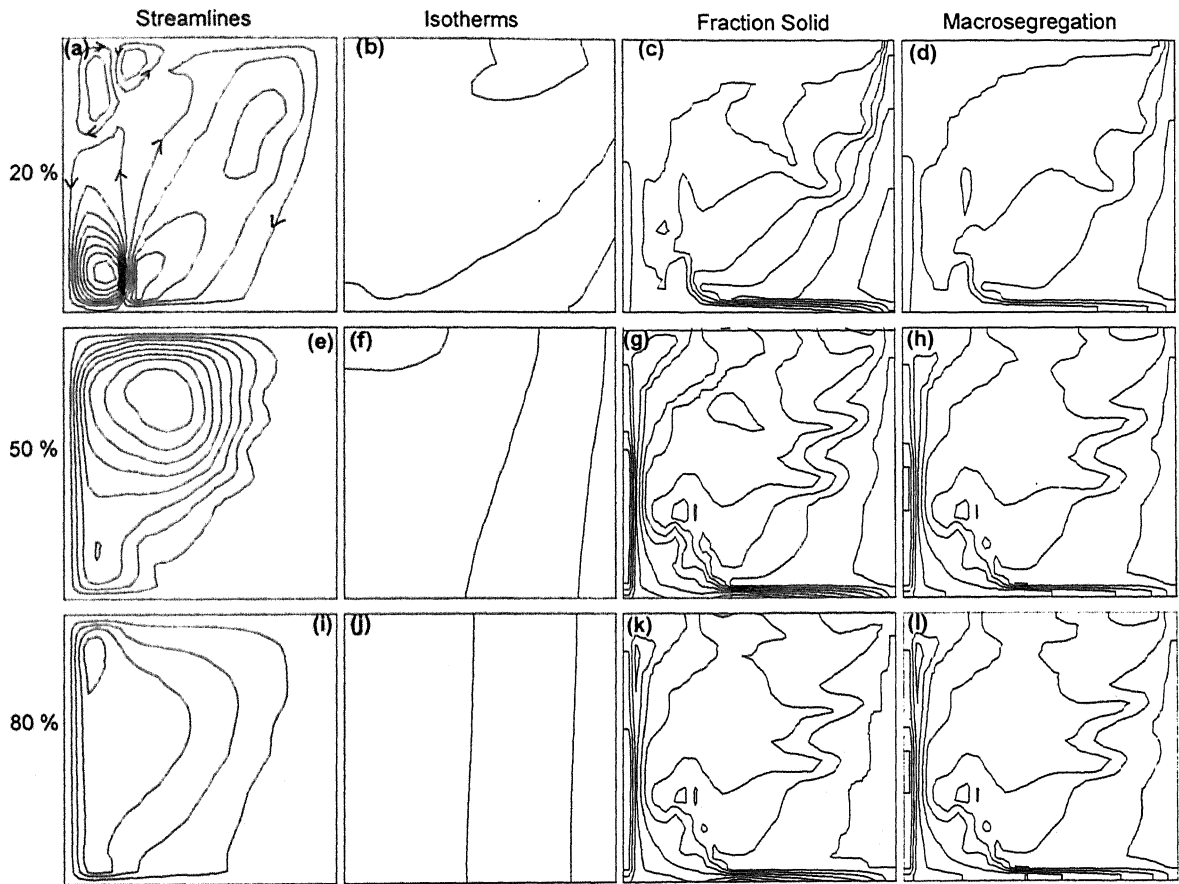 Streamlines Isotherms Fraction Solid Macrosegregation
(a) (b) (c) (d)
20 %
(e) (f) (g) (h)
50 %
(i) (j) (k) (l)
80 %